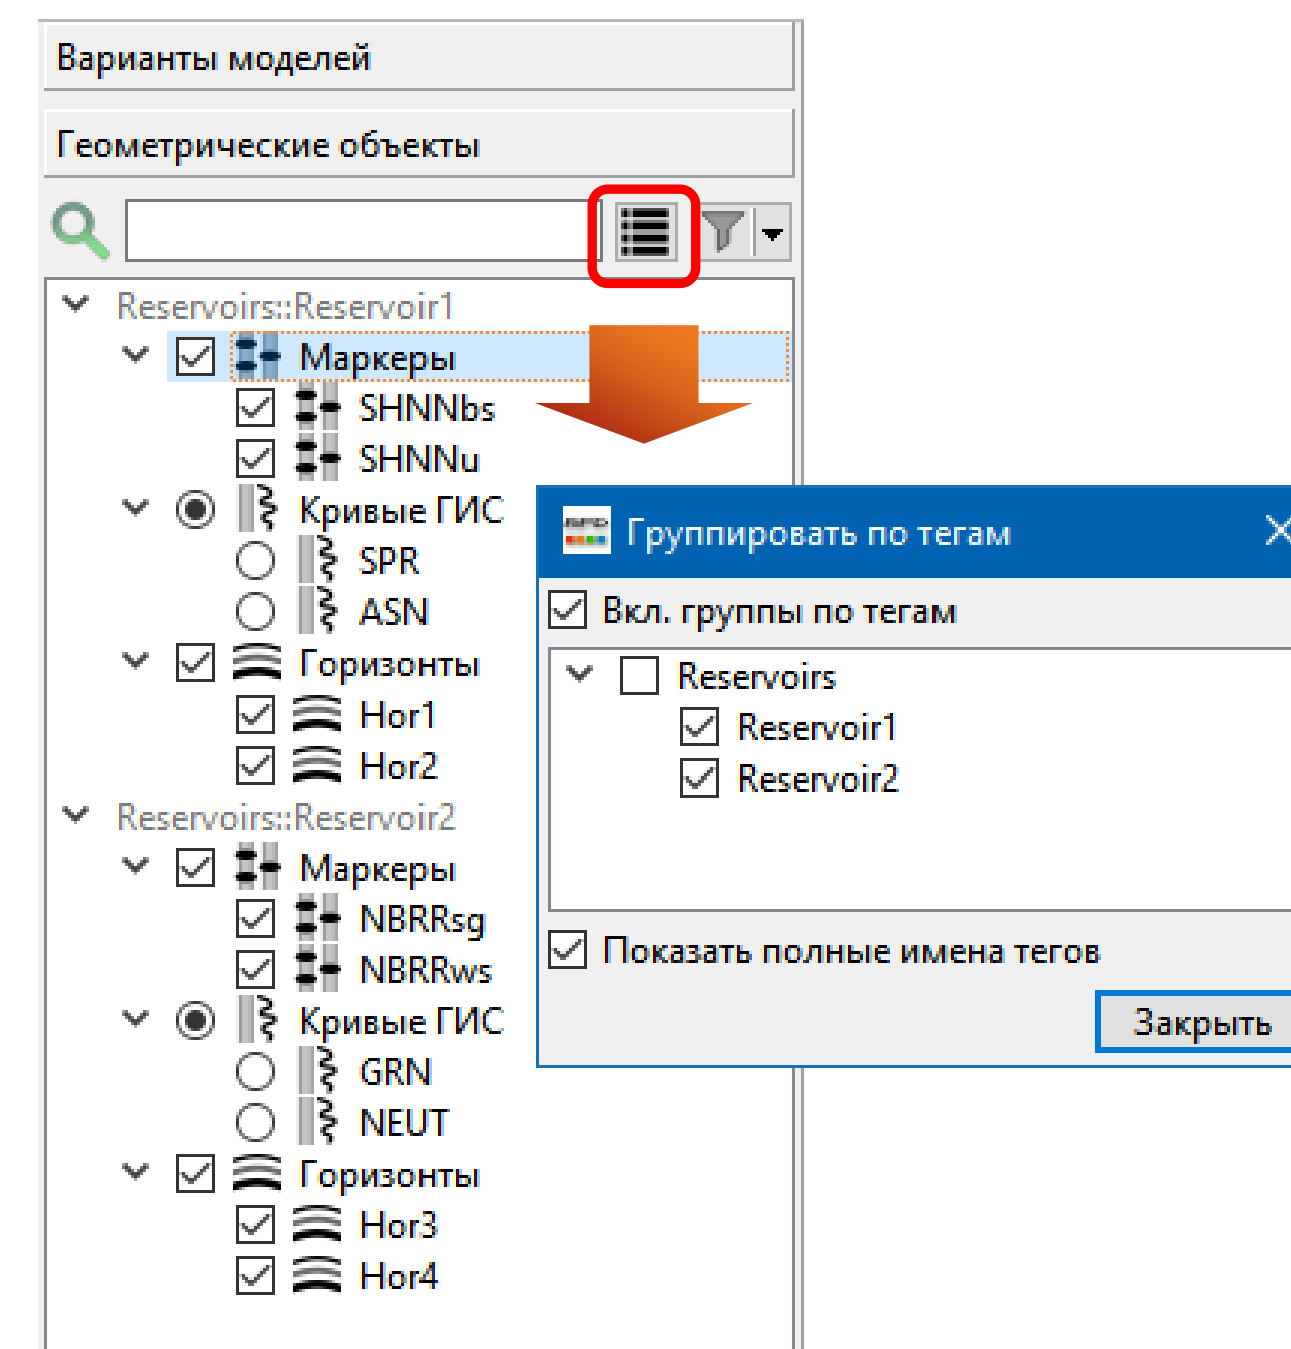 Варианты моделей
Геометрические объекты
Reservoirs::Reservoir1
Маркеры
SHNNbs
SHNNu
Кривые ГИС
SPR
ASN
Горизонты
Hor1
Hor2
Reservoirs::Reservoir2
Маркеры
NBRRsg
NBRRws
Кривые ГИС
GRN
NEUT
Горизонты
Hor3
Hor4
Группировать по тегам
Вкл. группы по тегам
Reservoirs
Reservoir1
Reservoir2
Показать полные имена тегов
Закрыть